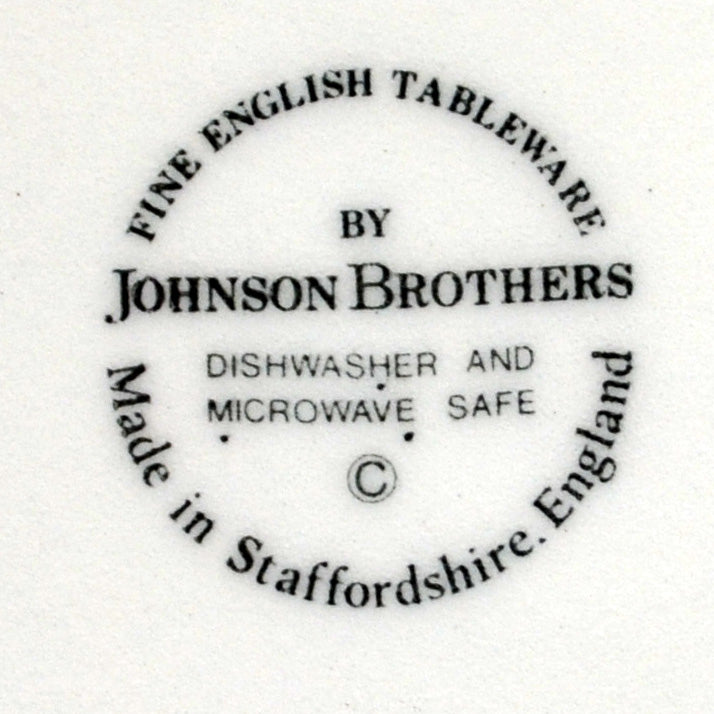 FINE ENGLISH TABLEWARE
BY
JOHNSON BROTHERS
DISHWASHER AND
MICROWAVE SAFE
©
Made in Staffordshire. England